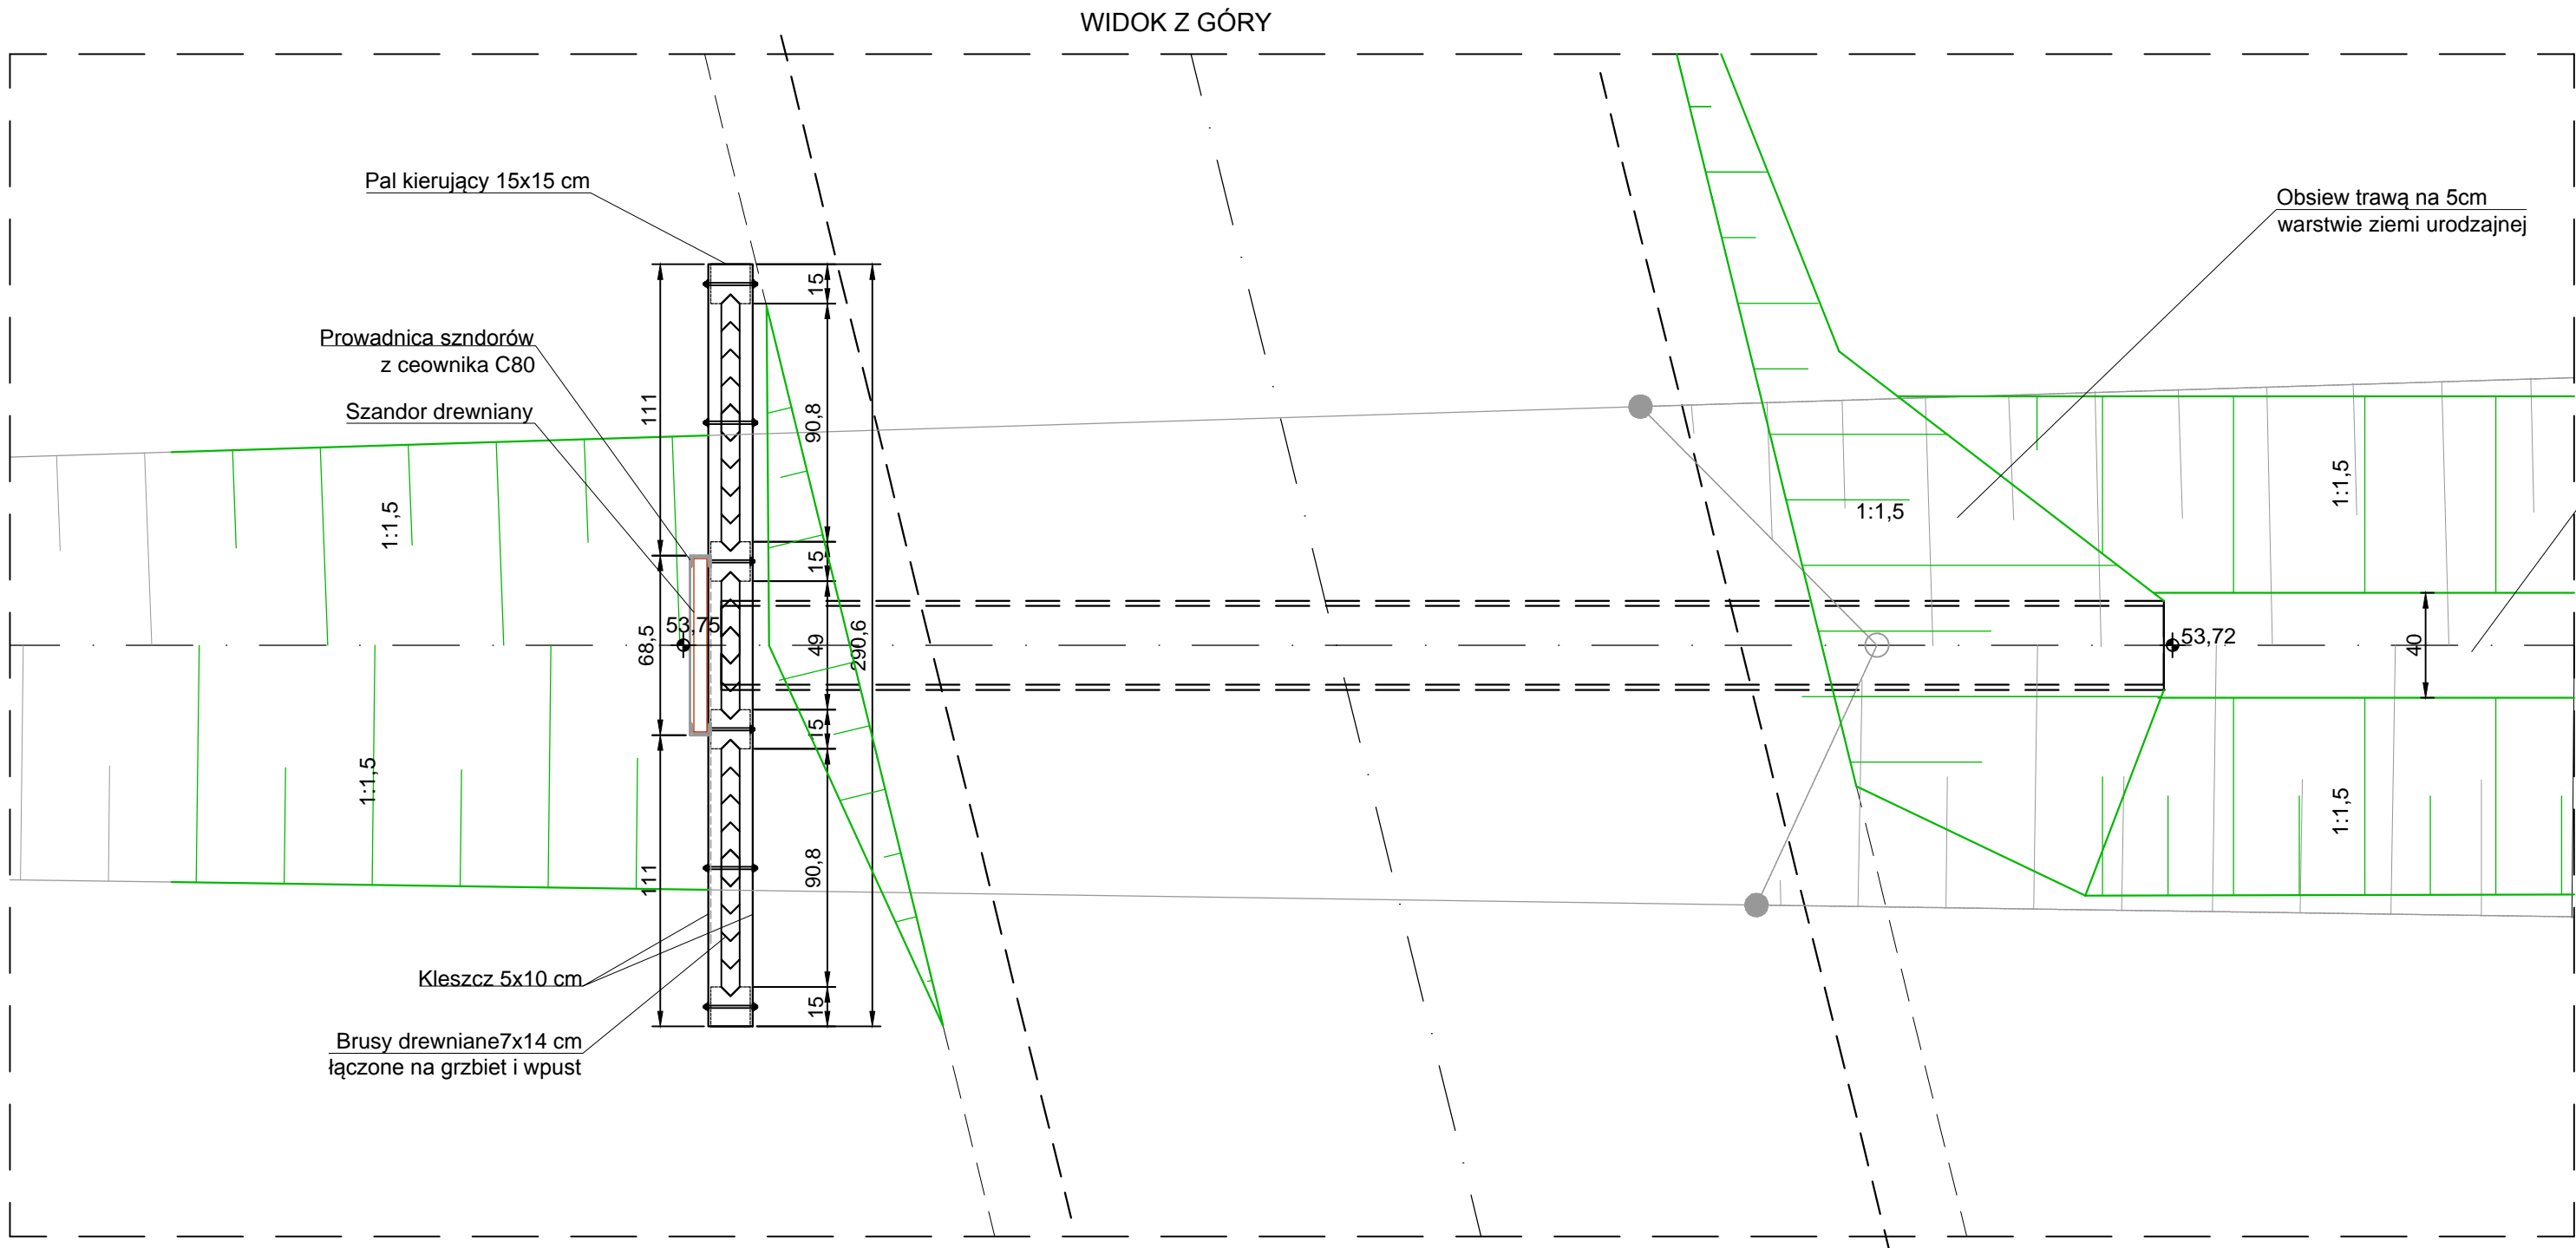 WIDOK Z GÓRY
Pal kierujący 15x15 cm
Obsiew trawą na 5cm
warstwie ziemi urodzajnej
Prowadnica szndorów
z ceownika C80
Szandor drewniany
111
68,5
111
15
90,8
15
49
15
90,8
15
290,6
1:1,5
1:1,5
1:1,5
1:1,5
1:1,5
53,75
53,72
40
Kleszcz 5x10 cm
Brusy drewniane7x14 cm
łączone na grzbiet i wpust